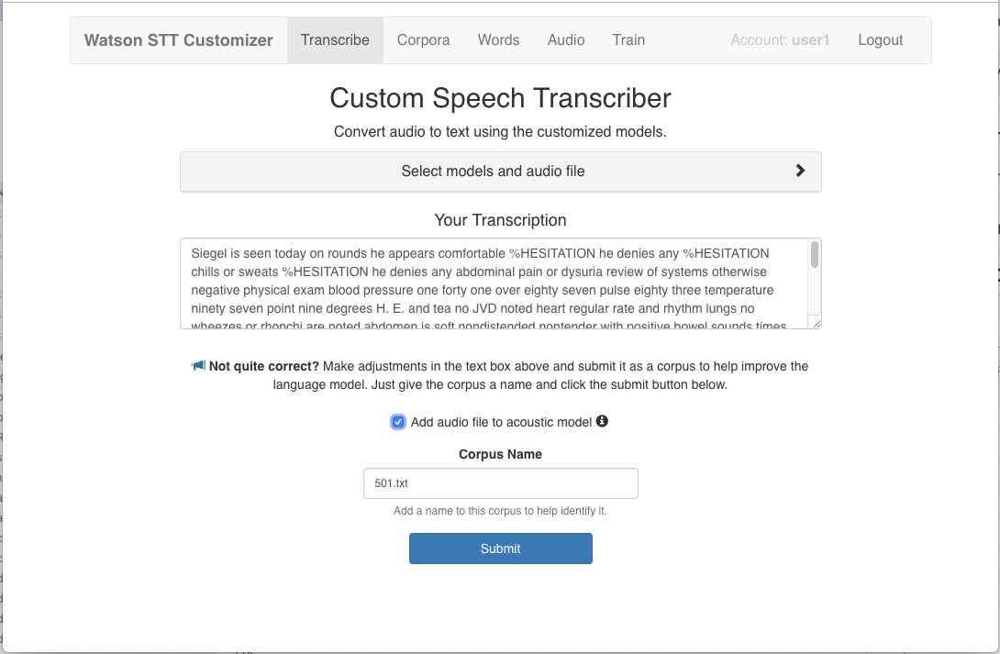 Watson STT Customizer Transcribe Corpora Words Audio Train Account: user1 Logout
Custom Speech Transcriber
Convert audio to text using the customized models.
Select models and audio file
Your Transcription
Siegel is seen today on rounds he appears comfortable %HESITATION he denies any %HESITATION
chills or sweats %HESITATION he denies any abdominal pain or dysuria review of systems otherwise
negative physical exam blood pressure one forty one over eighty seven pulse eighty three temperature
ninety seven point nine degrees H. E. and tea no JVD noted heart regular rate and rhythm lungs no
wheezes or rhonchi are noted abdomen is soft nondistended nontender with positive bowel sounds times
Not quite correct? Make adjustments in the text box above and submit it as a corpus to help improve the
language model. Just give the corpus a name and click the submit button below.
Add audio file to acoustic model
Corpus Name
501.txt
Add a name to this corpus to help identify it.
Submit